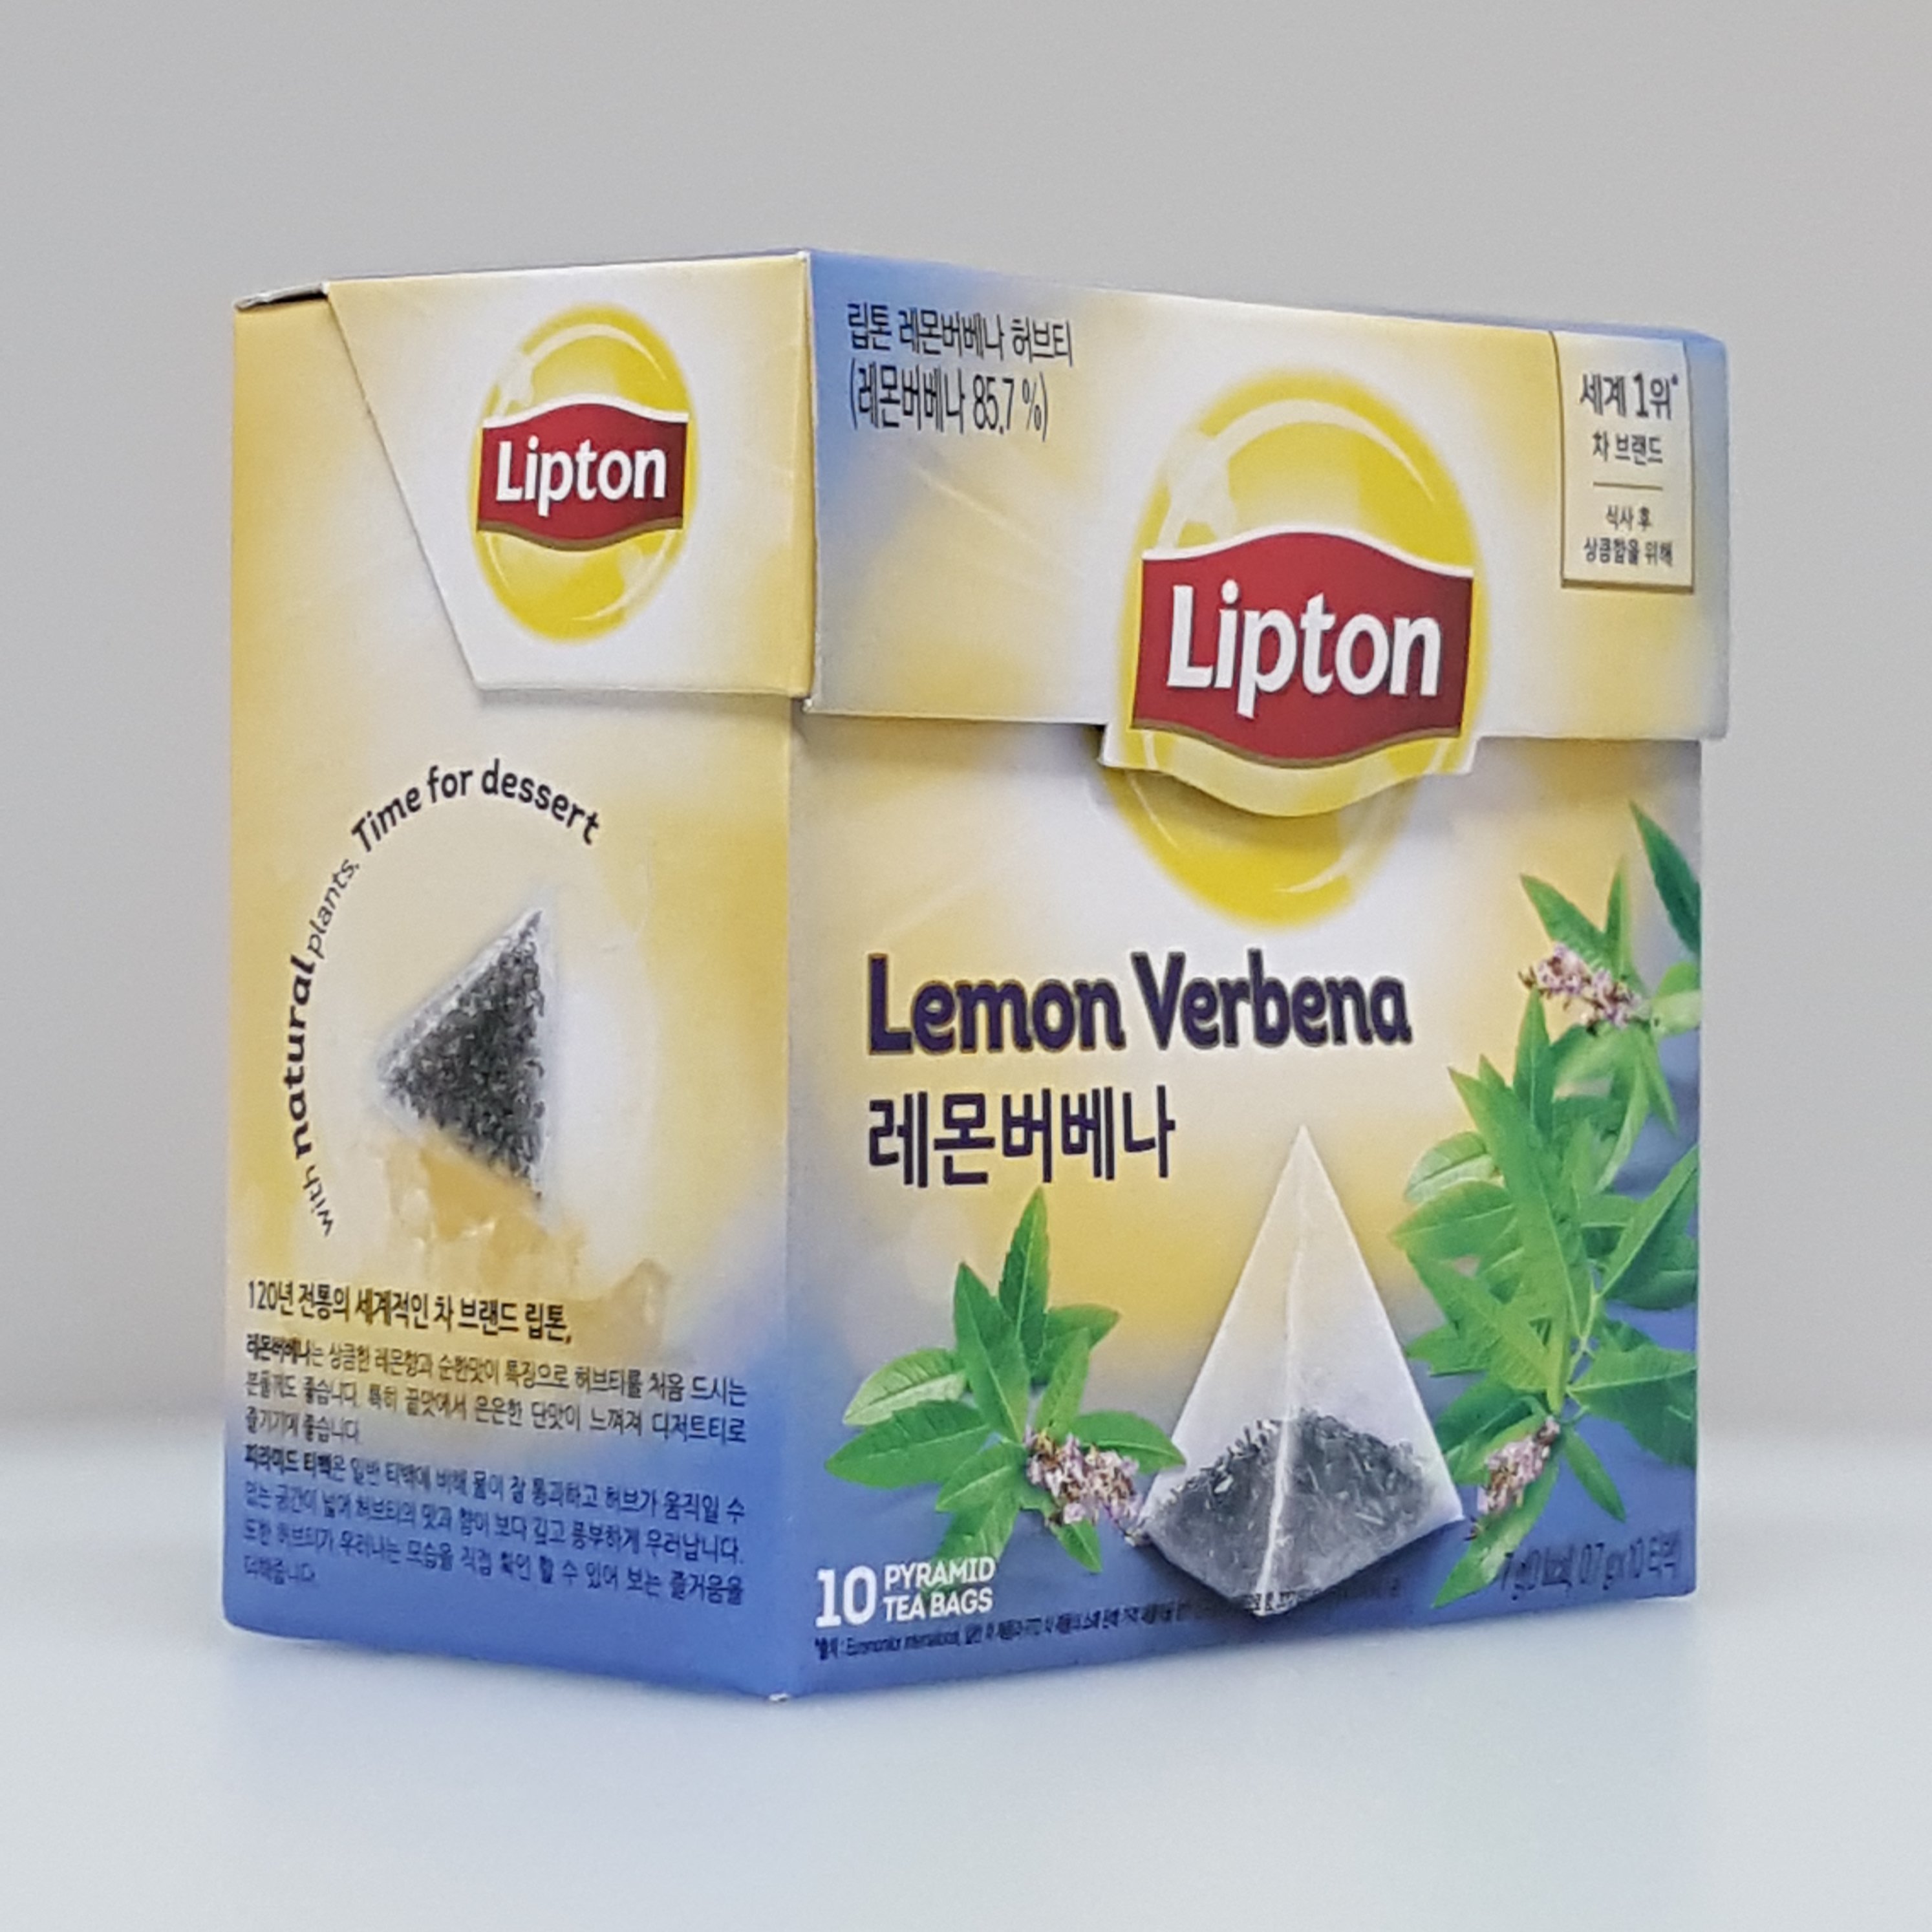 Lipton
with natural plants. Time for dessert
120년 전통의 세계적인 차 브랜드 립톤,
레몬버베나는 상큼한 레몬향과 순한맛이 특징으로 허브티를 처음 드시는
분들께도 좋습니다. 특히 끝맛에서 은은한 단맛이 느껴져 디저트티로
즐기기에 좋습니다.
피라미드 티백은 일반 티백에 비해 물이 잘 통과하고 허브가 움직일 수
있는 공간이 넓어 허브티의 맛과 향이 보다 깊고 풍부하게 우러납니다.
또한 허브티가 우러나는 모습을 직접 확인 할 수 있어 보는 즐거움을
더해줍니다.
립톤 레몬버베나 허브티
(레몬버베나 85.7 %)
세계 1위*
차 브랜드
식사 후
상큼함을 위해
Lipton
Lemon Verbena
레몬버베나
10 PYRAMID
TEA BAGS
0.7 g x 10 티백
*출처 : Euromonitor International,